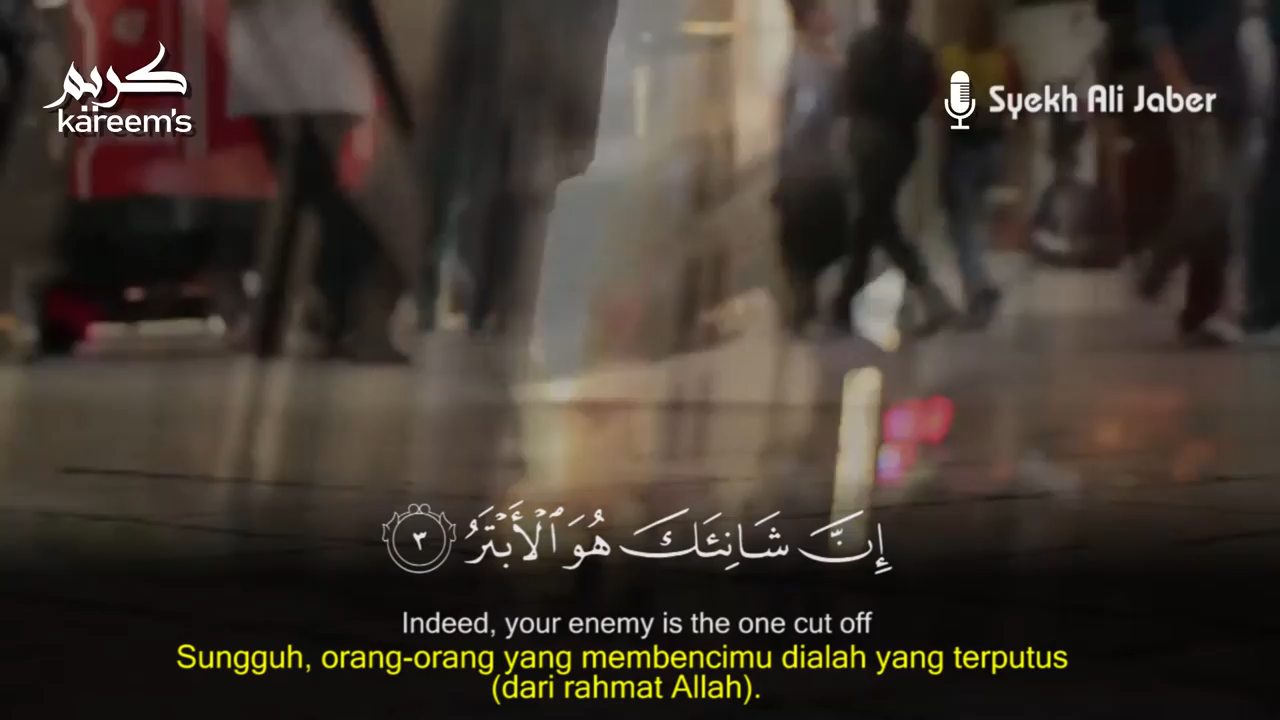 كريم
kareem's
Syekh Ali Jaber
إِنَّ شَانِئَكَ هُوَ ٱلْأَبْتَرُ ٣
Indeed, your enemy is the one cut off
Sungguh, orang-orang yang membencimu dialah yang terputus
(dari rahmat Allah).